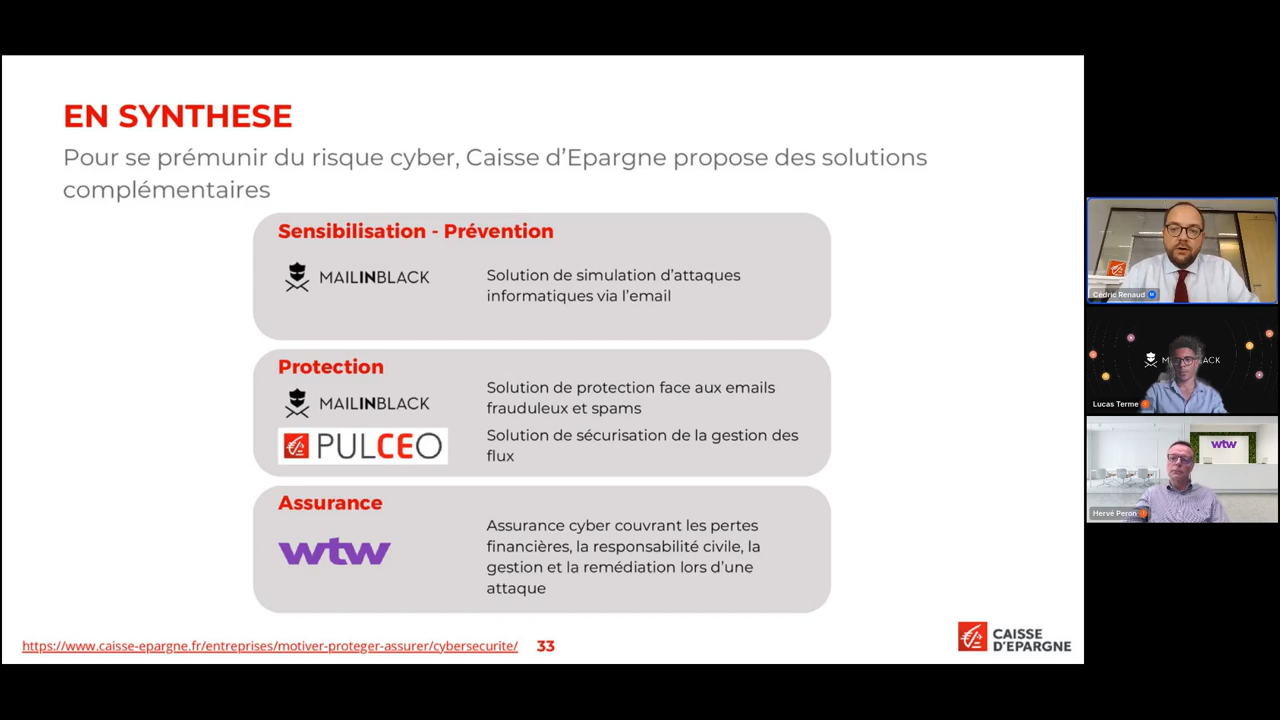 EN SYNTHESE
Pour se prémunir du risque cyber, Caisse d’Epargne propose des solutions
complémentaires
Sensibilisation - Prévention
MAILINBLACK
Solution de simulation d’attaques
informatiques via l’email
Protection
MAILINBLACK
Solution de protection face aux emails
frauduleux et spams
PULCEO
Solution de sécurisation de la gestion des
flux
Assurance
wtw
Assurance cyber couvrant les pertes
financières, la responsabilité civile, la
gestion et la remédiation lors d’une
attaque
https://www.caisse-epargne.fr/entreprises/motiver-proteger-assurer/cybersecurite/
33
CAISSE
D’EPARGNE
Cédric Renaud
Lucas Terme
wtw
Hervé Peron